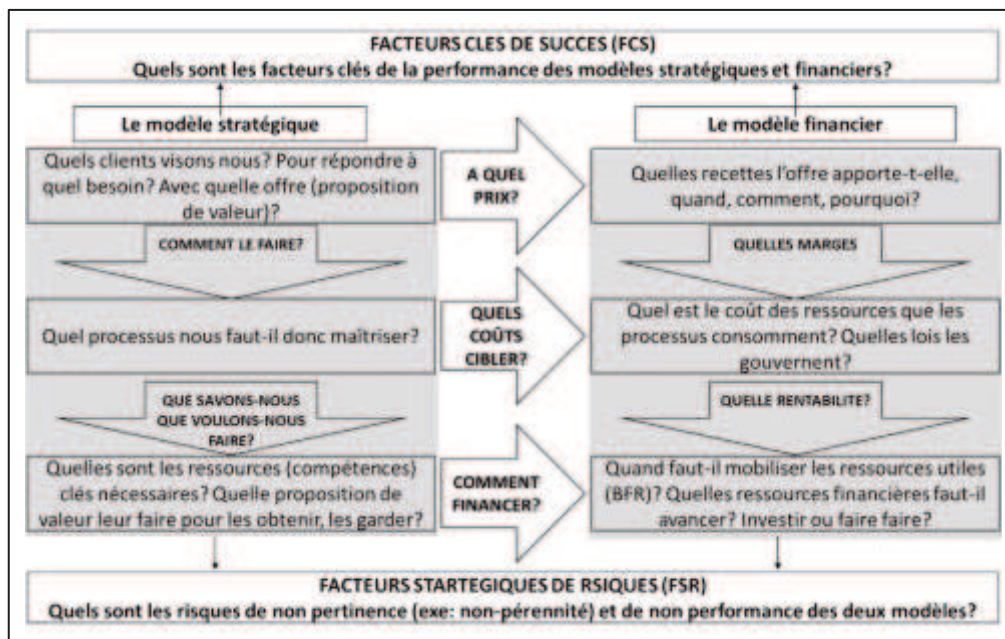 FACTEURS CLES DE SUCCES (FCS)
Quels sont les facteurs clés de la performance des modèles stratégiques et financiers?
Le modèle stratégique
Le modèle financier
Quels clients visons nous? Pour répondre à
quel besoin? Avec quelle offre (proposition
de valeur)?
A QUEL
PRIX?
Quelles recettes l'offre apporte-t-elle,
quand, comment, pourquoi?
COMMENT LE FAIRE?
QUELLES MARGES
Quel processus nous faut-il donc maîtriser?
QUELS
COÛTS
CIBLER?
Quel est le coût des ressources que les
processus consomment? Quelles lois les
gouvernent?
QUE SAVONS-NOUS
QUE VOULONS-NOUS
FAIRE?
QUELLE RENTABILITE?
Quelles sont les ressources (compétences)
clés nécessaires? Quelle proposition de
valeur leur faire pour les obtenir, les garder?
COMMENT
FINANCER?
Quand faut-il mobiliser les ressources utiles
(BFR)? Quelles ressources financières faut-il
avancer? Investir ou faire faire?
FACTEURS STARTEGIQUES DE RSIQUES (FSR)
Quels sont les risques de non pertinence (exe: non-pérennité) et de non performance des deux modèles?